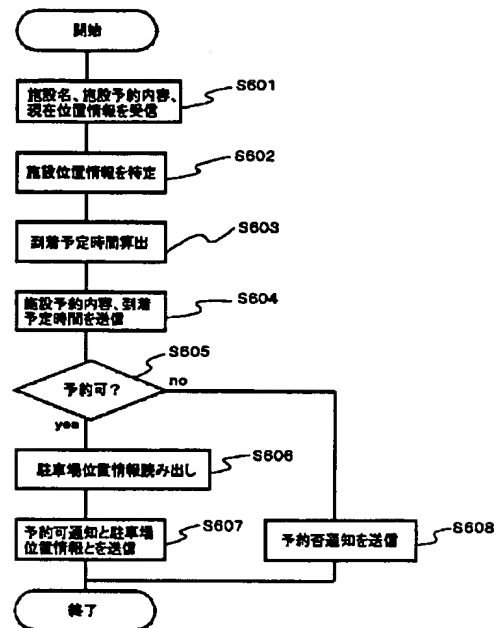 開始
施設名、施設予約内容、
現在位置情報を受信
S601
施設位置情報を特定
S602
到着予定時間算出
S603
施設予約内容、到着
予定時間を送信
S604
予約可?
S605
no
yes
駐車場位置情報読み出し
S606
予約可通知と駐車場
位置情報とを送信
S607
予約否通知を送信
S608
終了